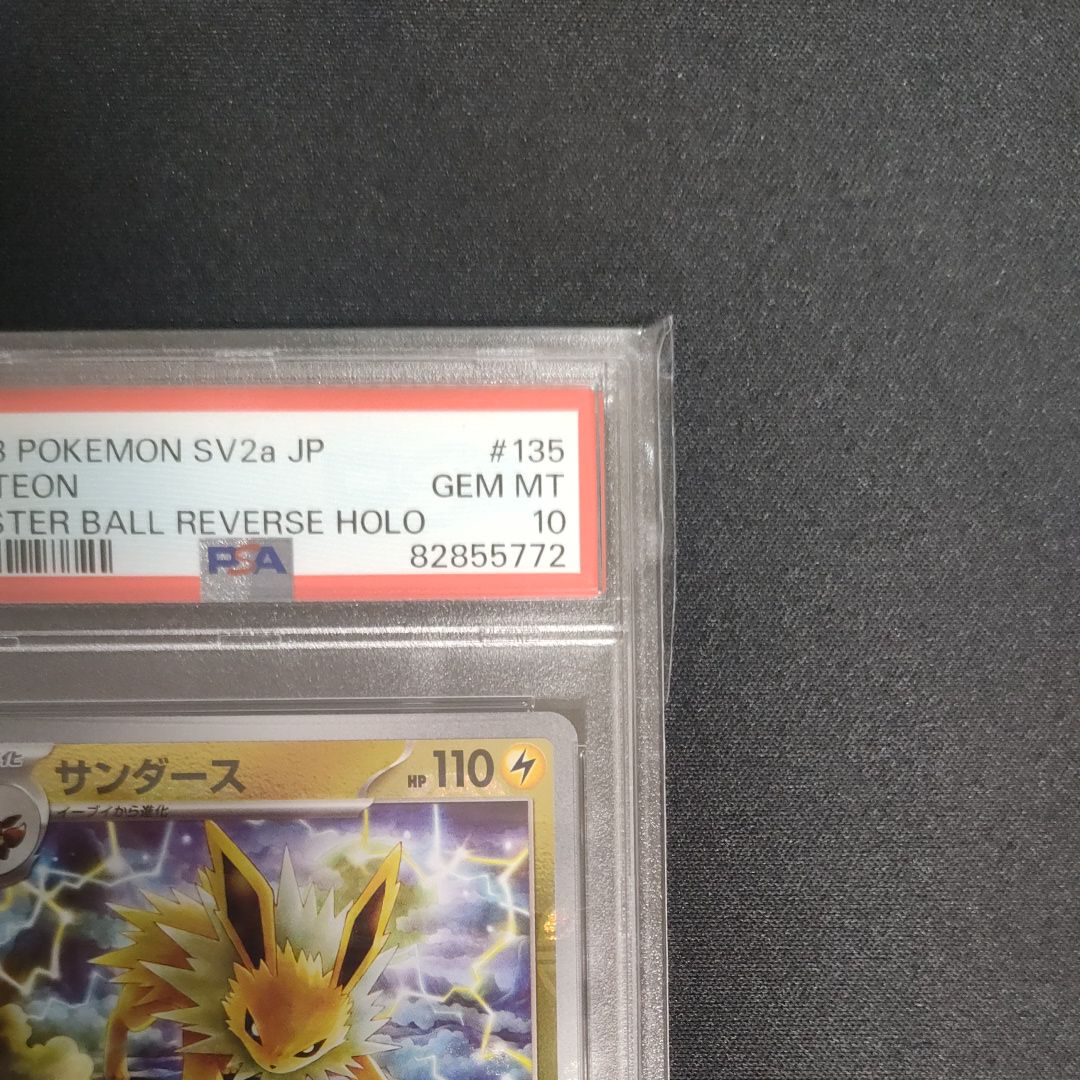 3 POKEMON SV2a JP #135
TEON GEM MT
STER BALL REVERSE HOLO 10
PSA 82855772
化 サンダース HP 110
イーブイから進化